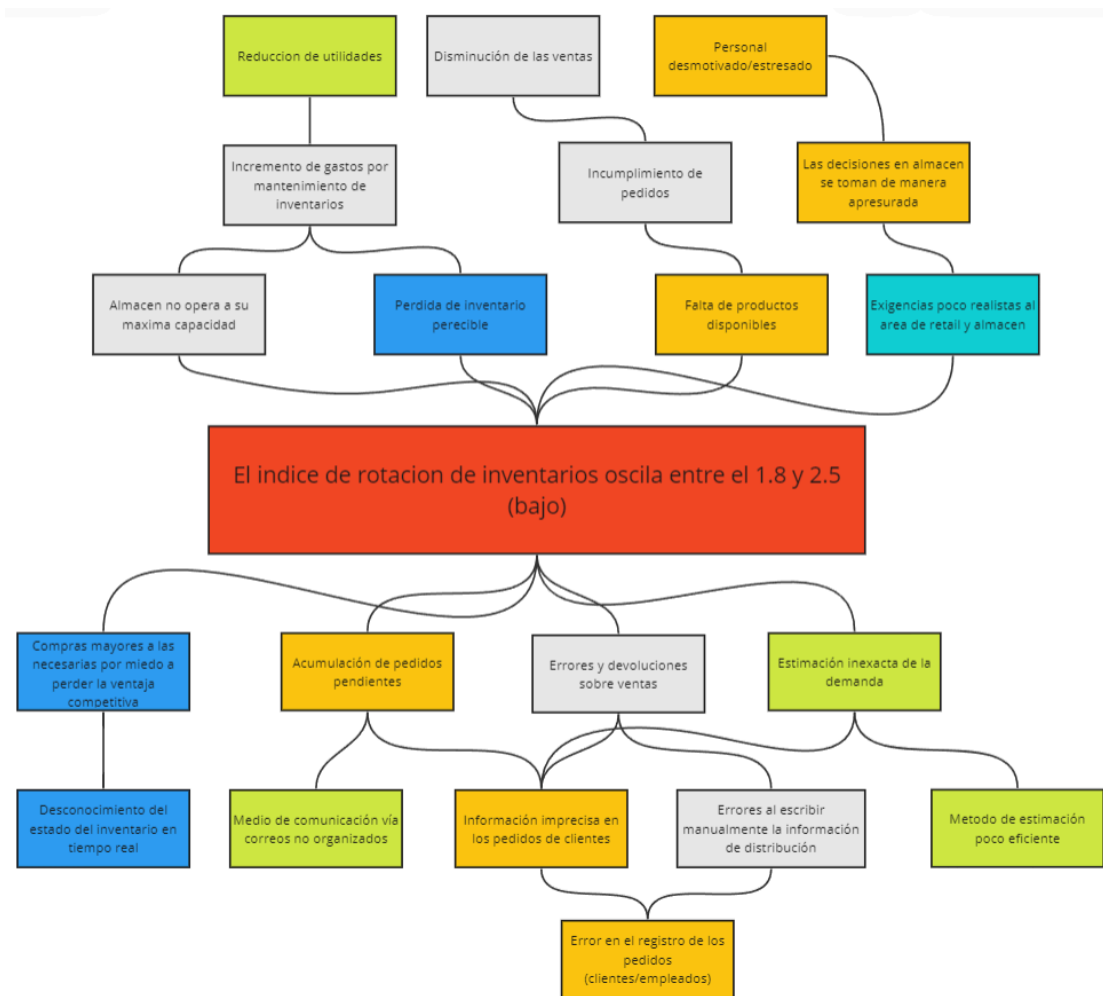 Reduccion de utilidades
Disminución de las ventas
Personal
desmotivado/estresado
Incremento de gastos por
mantenimiento de
inventarios
Incumplimiento de
pedidos
Las decisiones en almacen
se toman de manera
apresurada
Almacen no opera a su
maxima capacidad
Perdida de inventario
perecible
Falta de productos
disponibles
Exigencias poco realistas al
area de retail y almacen
El indice de rotacion de inventarios oscila entre el 1.8 y 2.5
(bajo)
Compras mayores a las
necesarias por miedo a
perder la ventaja
competitiva
Acumulación de pedidos
pendientes
Errores y devoluciones
sobre ventas
Estimación inexacta de la
demanda
Desconocimiento del
estado del inventario en
tiempo real
Medio de comunicación vía
correos no organizados
Información imprecisa en
los pedidos de clientes
Errores al escribir
manualmente la información
de distribución
Metodo de estimación
poco eficiente
Error en el registro de los
pedidos
(clientes/empleados)